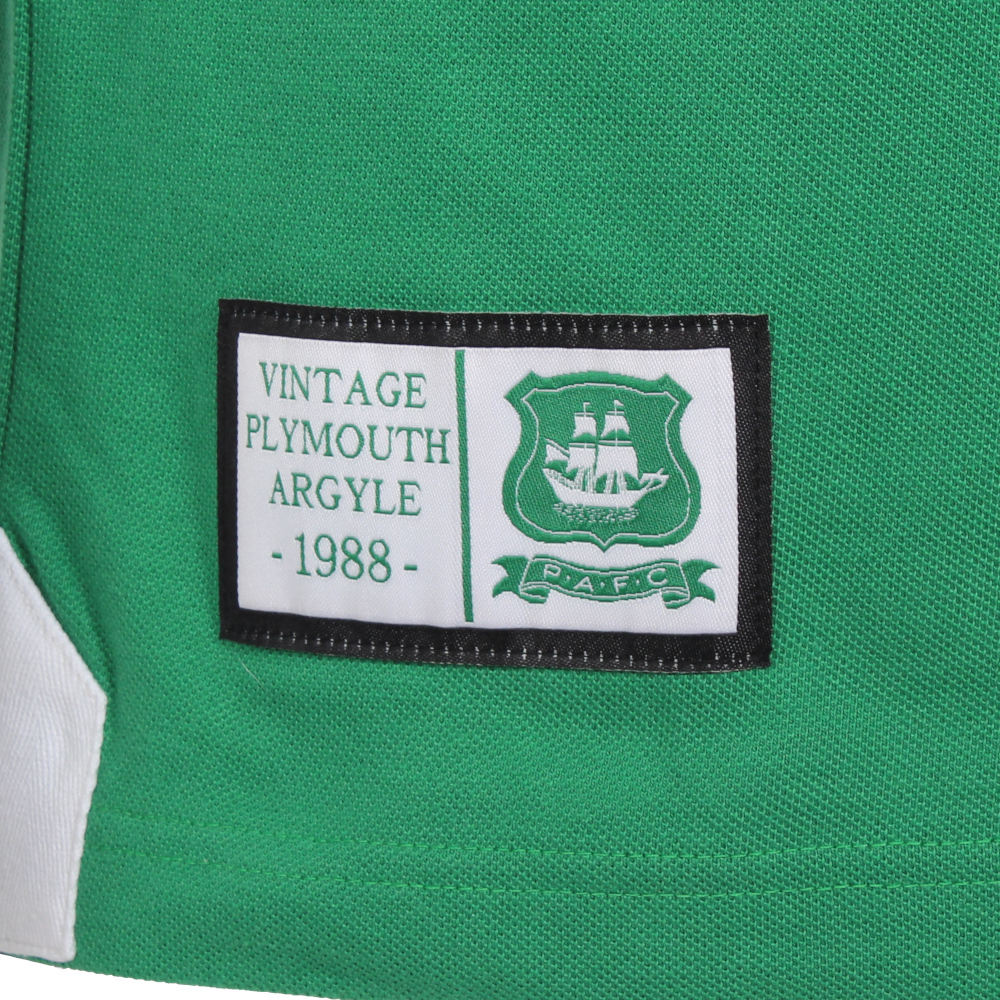 VINTAGE
PLYMOUTH
ARGYLE
- 1988 -
P·A·F·C